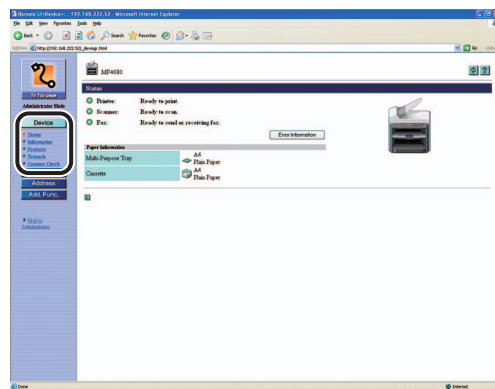 Remote UI <Device>: : 192.168.222.52 - Microsoft Internet Explorer
File Edit View Favorites Tools Help
Back Search Favorites
Address http://192.168.222.52/_devtop.html Go
To Top page
MF4680
Administrator Mode
Status
Device
Printer: Ready to print.
Scanner: Ready to scan.
Fax: Ready to send or receiving fax.
Error Information
Status
Information
Features
Network
Counter Check
Paper Information
Multi-Purpose Tray A4
Plain Paper
Cassette A4
Plain Paper
Address
Add. Func.
Mail to
Administrator
Done Internet